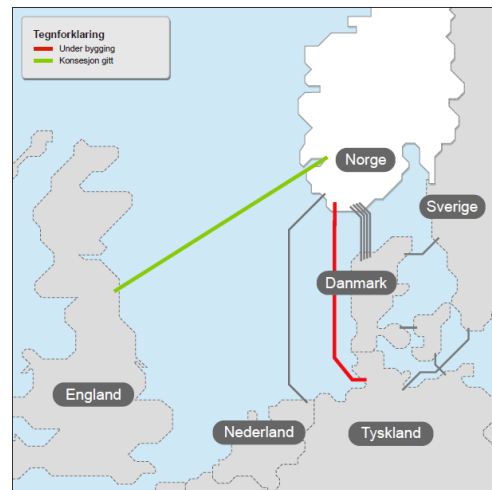 Tegnforklaring
Under bygging
Konsesjon gitt
Norge
Sverige
Danmark
England
Nederland
Tyskland